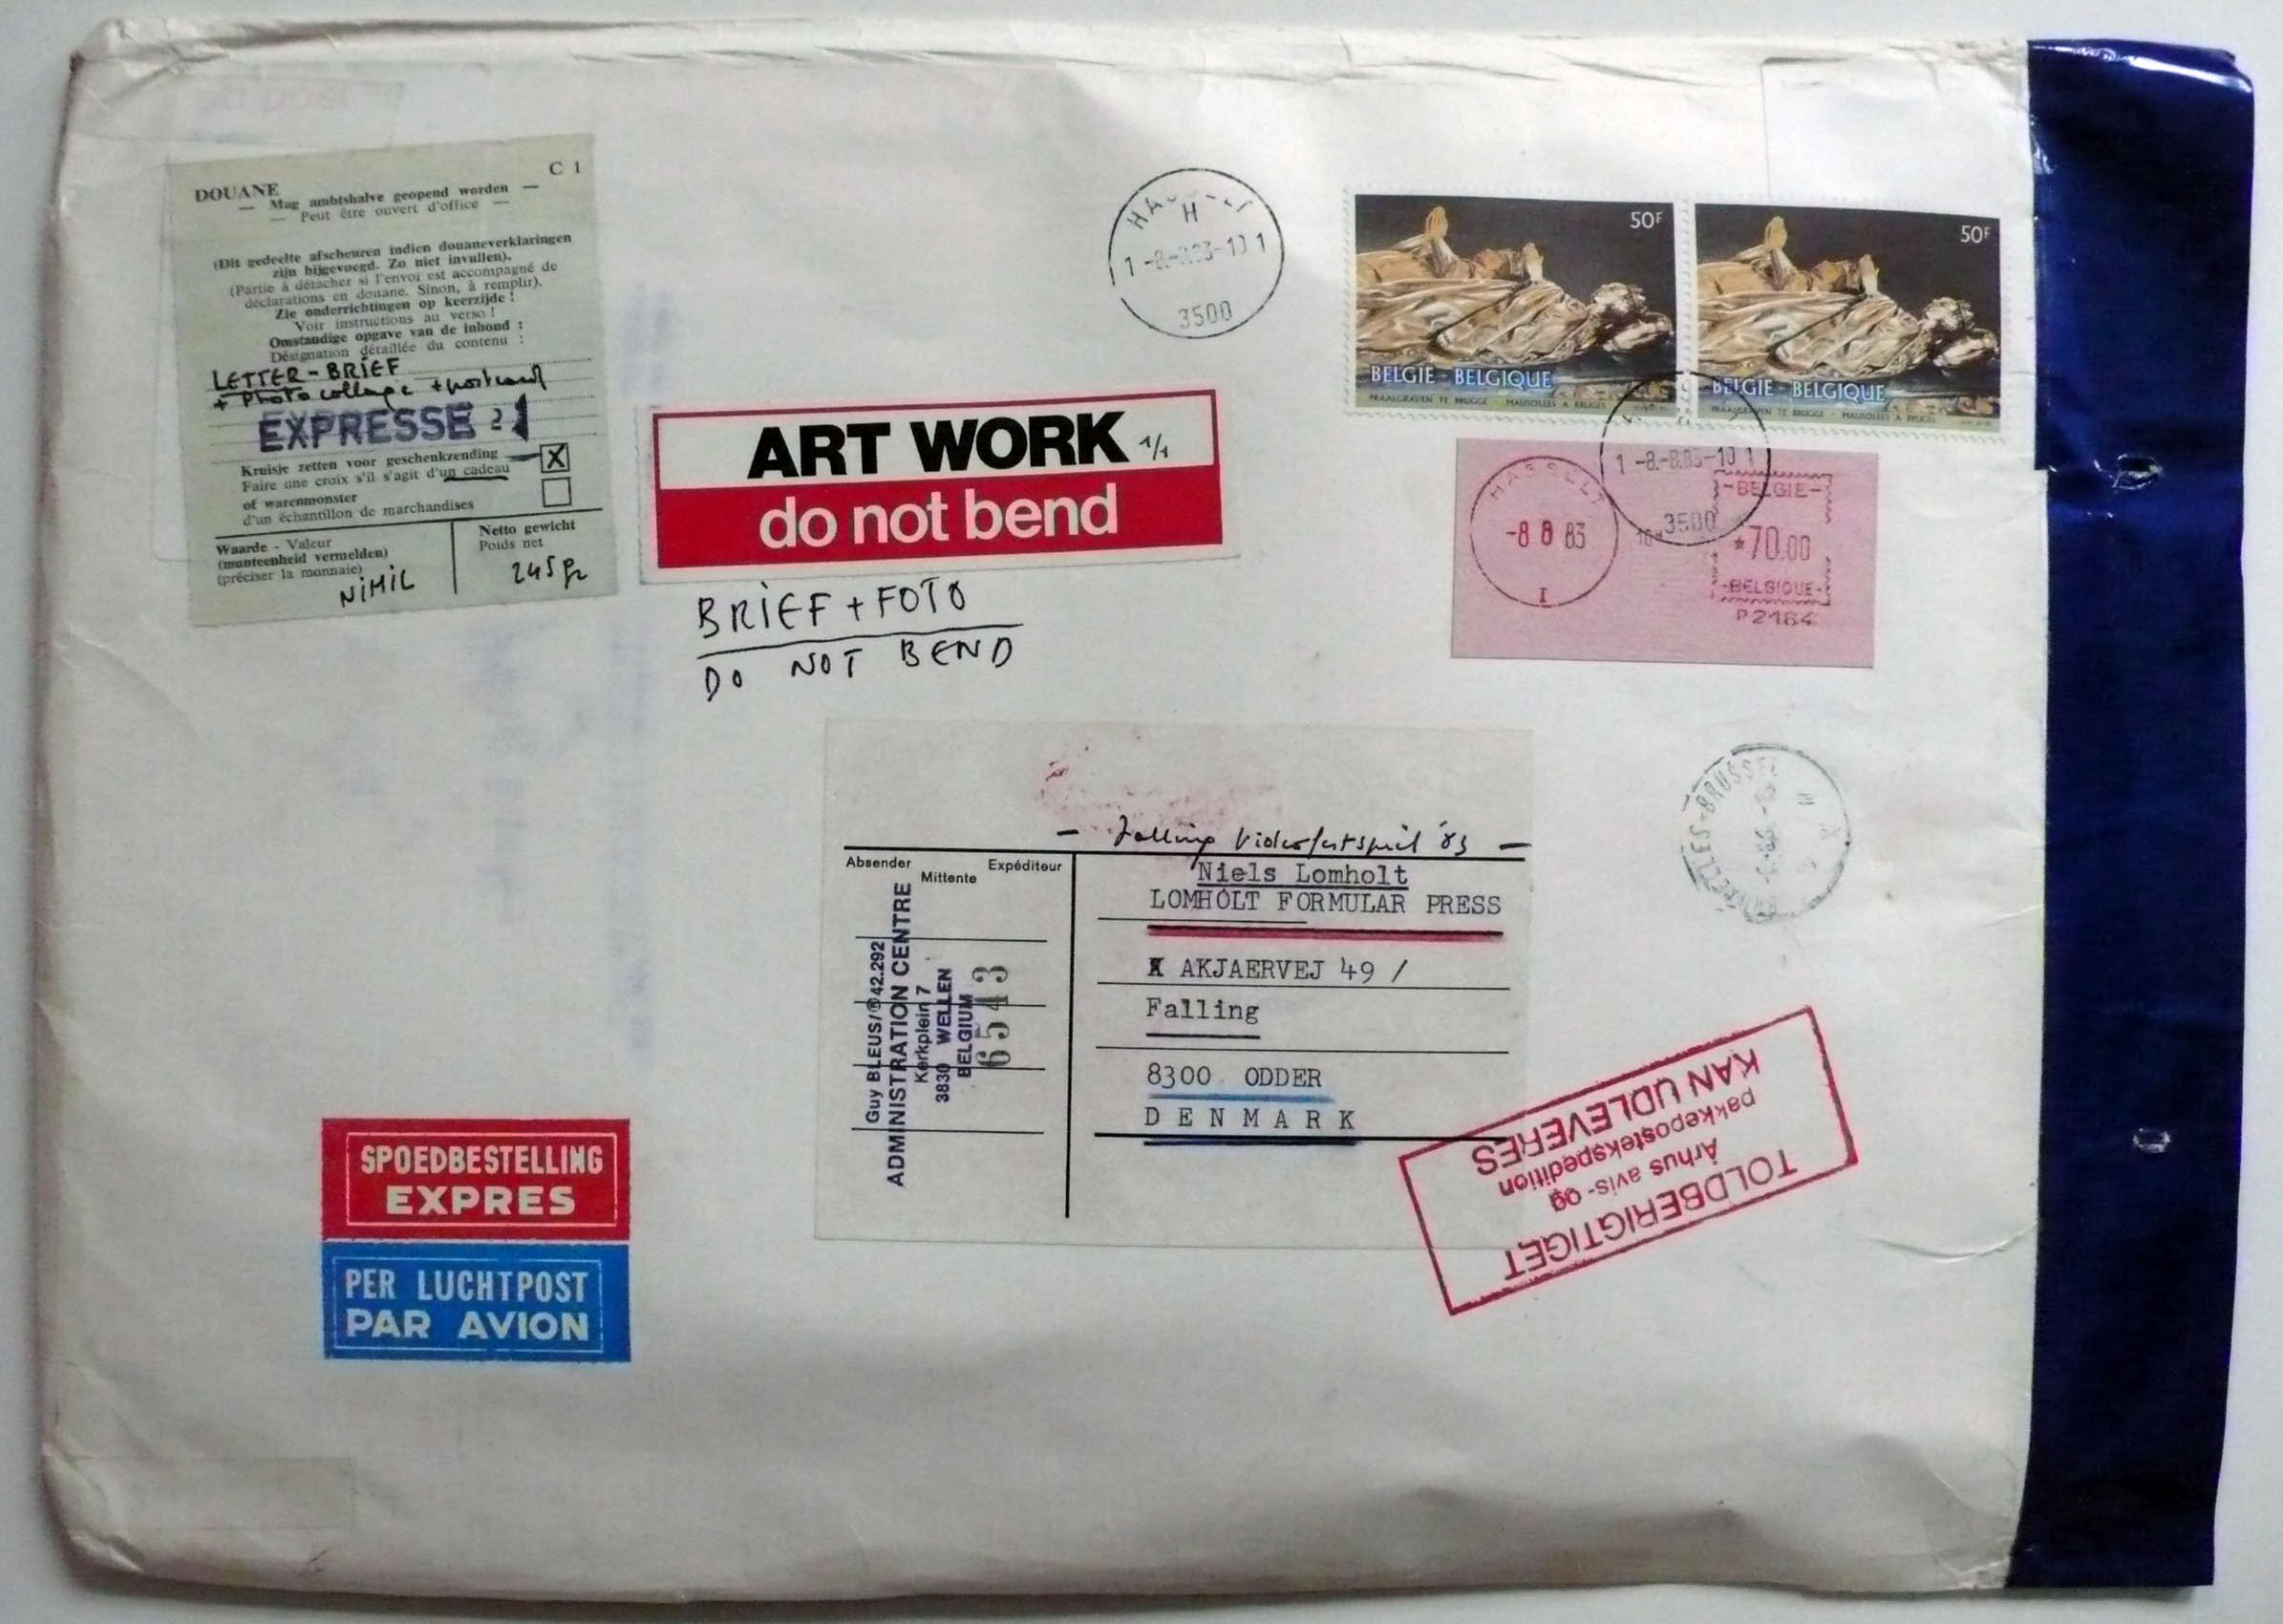 C 1
DOUANE
— Mag ambtshalve geopend worden —
— Peut être ouvert d'office —
(Dit gedeelte afscheuren indien douaneverklaringen
zijn bijgevoegd. Zo niet invullen).
(Partie à détacher si l'envoi est accompagné de
déclarations en douane. Sinon, à remplir).
Zie onderrichtingen op keerzijde !
Voir instructions au verso !
Omstandige opgave van de inhoud :
Désignation détaillée du contenu :
LETTER-BRIEF
+ Photo collage + postcard
EXPRESSE
Kruisje zetten voor geschenkzending X
Faire une croix s'il s'agit d'un cadeau
of warenmonster
d'un échantillon de marchandises
Waarde - Valeur
(munteenheid vermelden)
(préciser la monnaie)
NIHIL
Netto gewicht
Poids net
245 gr
ART WORK 1/1
do not bend
BRIEF + FOTO
DO NOT BEND
HASSELT
H
3500
50F
BELGIE - BELGIQUE
PRAALGRAVEN TE BRUGGE - MAUSOLEES A BRUGES
50F
BELGIE - BELGIQUE
PRAALGRAVEN TE BRUGGE - MAUSOLEES A BRUGES
1 -8.-8.83-10 1
3500
HASSELT
-8 8 83
I
-BELGIE-
*70.00
-BELGIQUE-
P2184
BRUXELLES-BRUSSEL
— Falling Videofestspiel '83 —
Absender
Mittente
Expéditeur
Guy BLEUS/®42.292
ADMINISTRATION CENTRE
Kerkplein 7
3830 WELLEN
BELGIUM
6543
Niels Lomholt
LOMHOLT FORMULAR PRESS
AKJAERVEJ 49 /
Falling
8300 ODDER
DENMARK
TOLDBERIGTIGET
Århus avis- og
pakkepostekspedition
KAN UDLEVERES
SPOEDBESTELLING
EXPRES
PER LUCHTPOST
PAR AVION